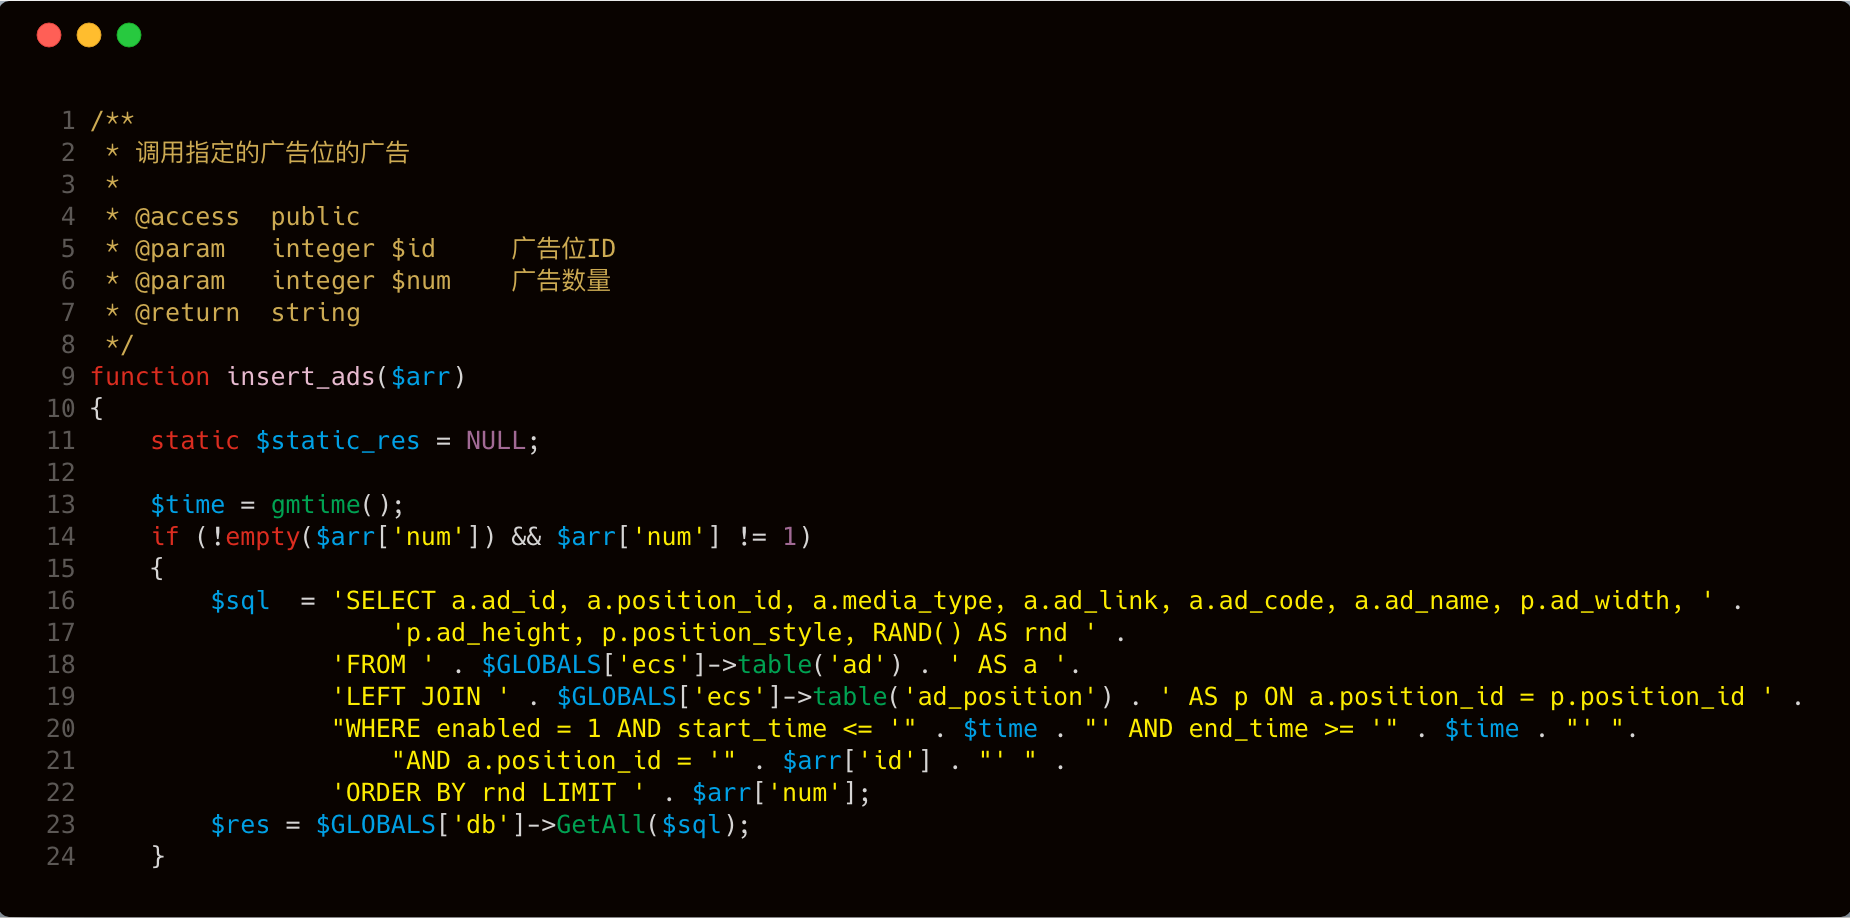 1 /**
2  * 调用指定的广告位的广告
3  *
4  * @access  public
5  * @param   integer $id     广告位ID
6  * @param   integer $num    广告数量
7  * @return  string
8  */
9 function insert_ads($arr)
10 {
11     static $static_res = NULL;
12
13     $time = gmtime();
14     if (!empty($arr['num']) && $arr['num'] != 1)
15     {
16         $sql  = 'SELECT a.ad_id, a.position_id, a.media_type, a.ad_link, a.ad_code, a.ad_name, p.ad_width, ' .
17                     'p.ad_height, p.position_style, RAND() AS rnd ' .
18                 'FROM ' . $GLOBALS['ecs']->table('ad') . ' AS a '.
19                 'LEFT JOIN ' . $GLOBALS['ecs']->table('ad_position') . ' AS p ON a.position_id = p.position_id ' .
20                 "WHERE enabled = 1 AND start_time <= '" . $time . "' AND end_time >= '" . $time . "' ".
21                     "AND a.position_id = '" . $arr['id'] . "' " .
22                 'ORDER BY rnd LIMIT ' . $arr['num'];
23         $res = $GLOBALS['db']->GetAll($sql);
24     }